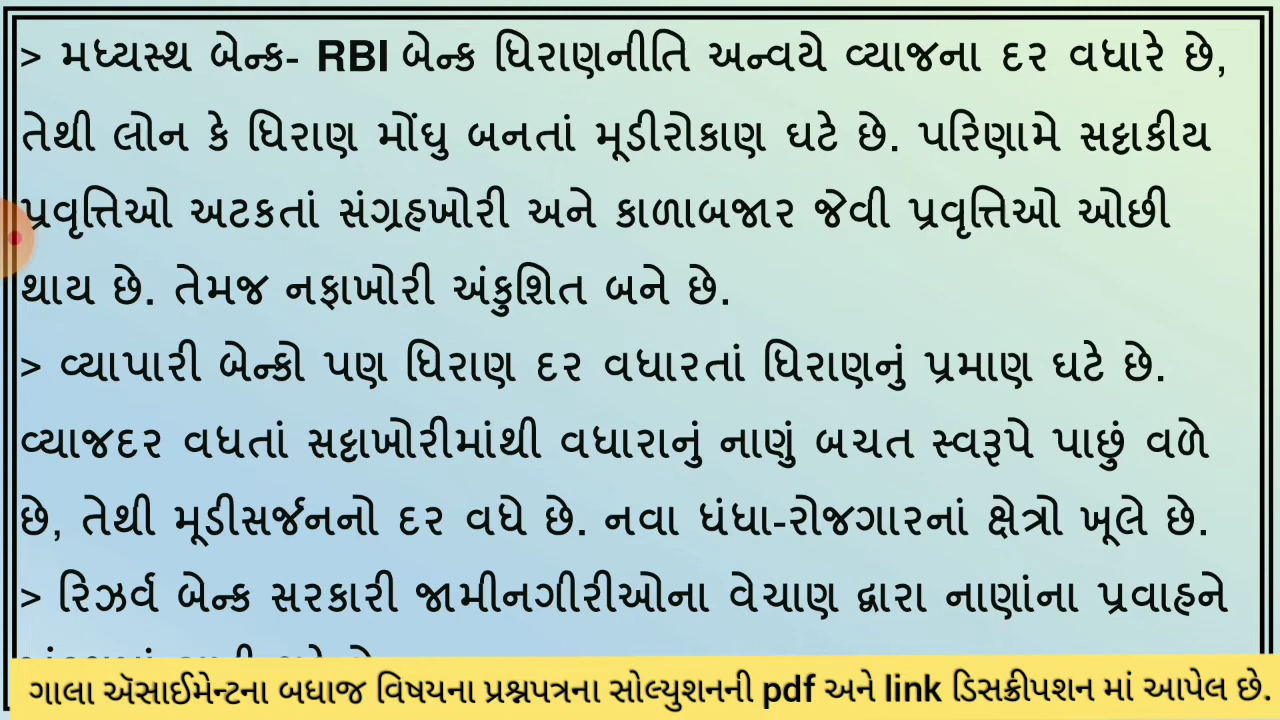 > મધ્યસ્થ બેન્ક- RBI બેન્ક ધિરાણનીતિ અન્વયે વ્યાજના દર વધારે છે,
તેથી લોન કે ધિરાણ મોંઘુ બનતાં મૂડીરોકાણ ઘટે છે. પરિણામે સટ્ટાકીય
પ્રવૃત્તિઓ અટકતાં સંગ્રહખોરી અને કાળાબજાર જેવી પ્રવૃત્તિઓ ઓછી
થાય છે. તેમજ નફાખોરી અંકુશિત બને છે.
> વ્યાપારી બેન્કો પણ ધિરાણ દર વધારતાં ધિરાણનું પ્રમાણ ઘટે છે.
વ્યાજદર વધતાં સટ્ટાખોરીમાંથી વધારાનું નાણું બચત સ્વરૂપે પાછું વળે
છે, તેથી મૂડીસર્જનનો દર વધે છે. નવા ધંધા-રોજગારનાં ક્ષેત્રો ખૂલે છે.
> રિઝર્વ બેન્ક સરકારી જામીનગીરીઓના વેચાણ દ્વારા નાણાંના પ્રવાહને
ગાલા ઍસાઈમેન્ટના બધાજ વિષયના પ્રશ્નપત્રના સોલ્યુશનની pdf અને link ડિસક્રીપશન માં આપેલ છે.